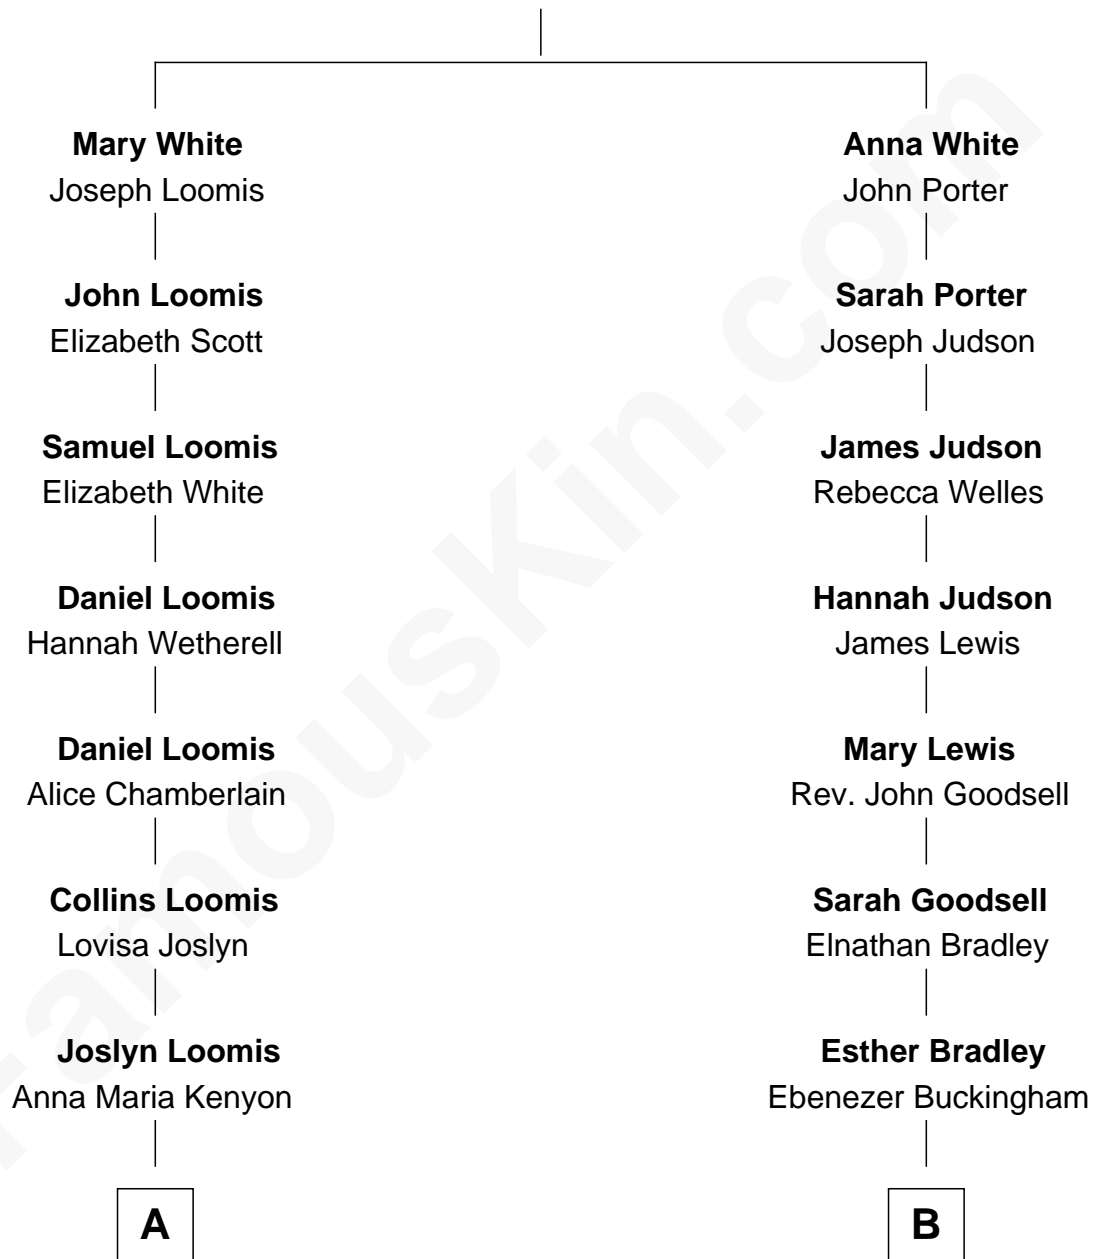 Mary White
Joseph Loomis
John Loomis
Elizabeth Scott
Samuel Loomis
Elizabeth White
Daniel Loomis
Hannah Wetherell
Daniel Loomis
Alice Chamberlain
Collins Loomis
Lovisa Joslyn
Joslyn Loomis
Anna Maria Kenyon
A
Anna White
John Porter
Sarah Porter
Joseph Judson
James Judson
Rebecca Welles
Hannah Judson
James Lewis
Mary Lewis
Rev. John Goodsell
Sarah Goodsell
Elnathan Bradley
Esther Bradley
Ebenezer Buckingham
B
FamousKin.com